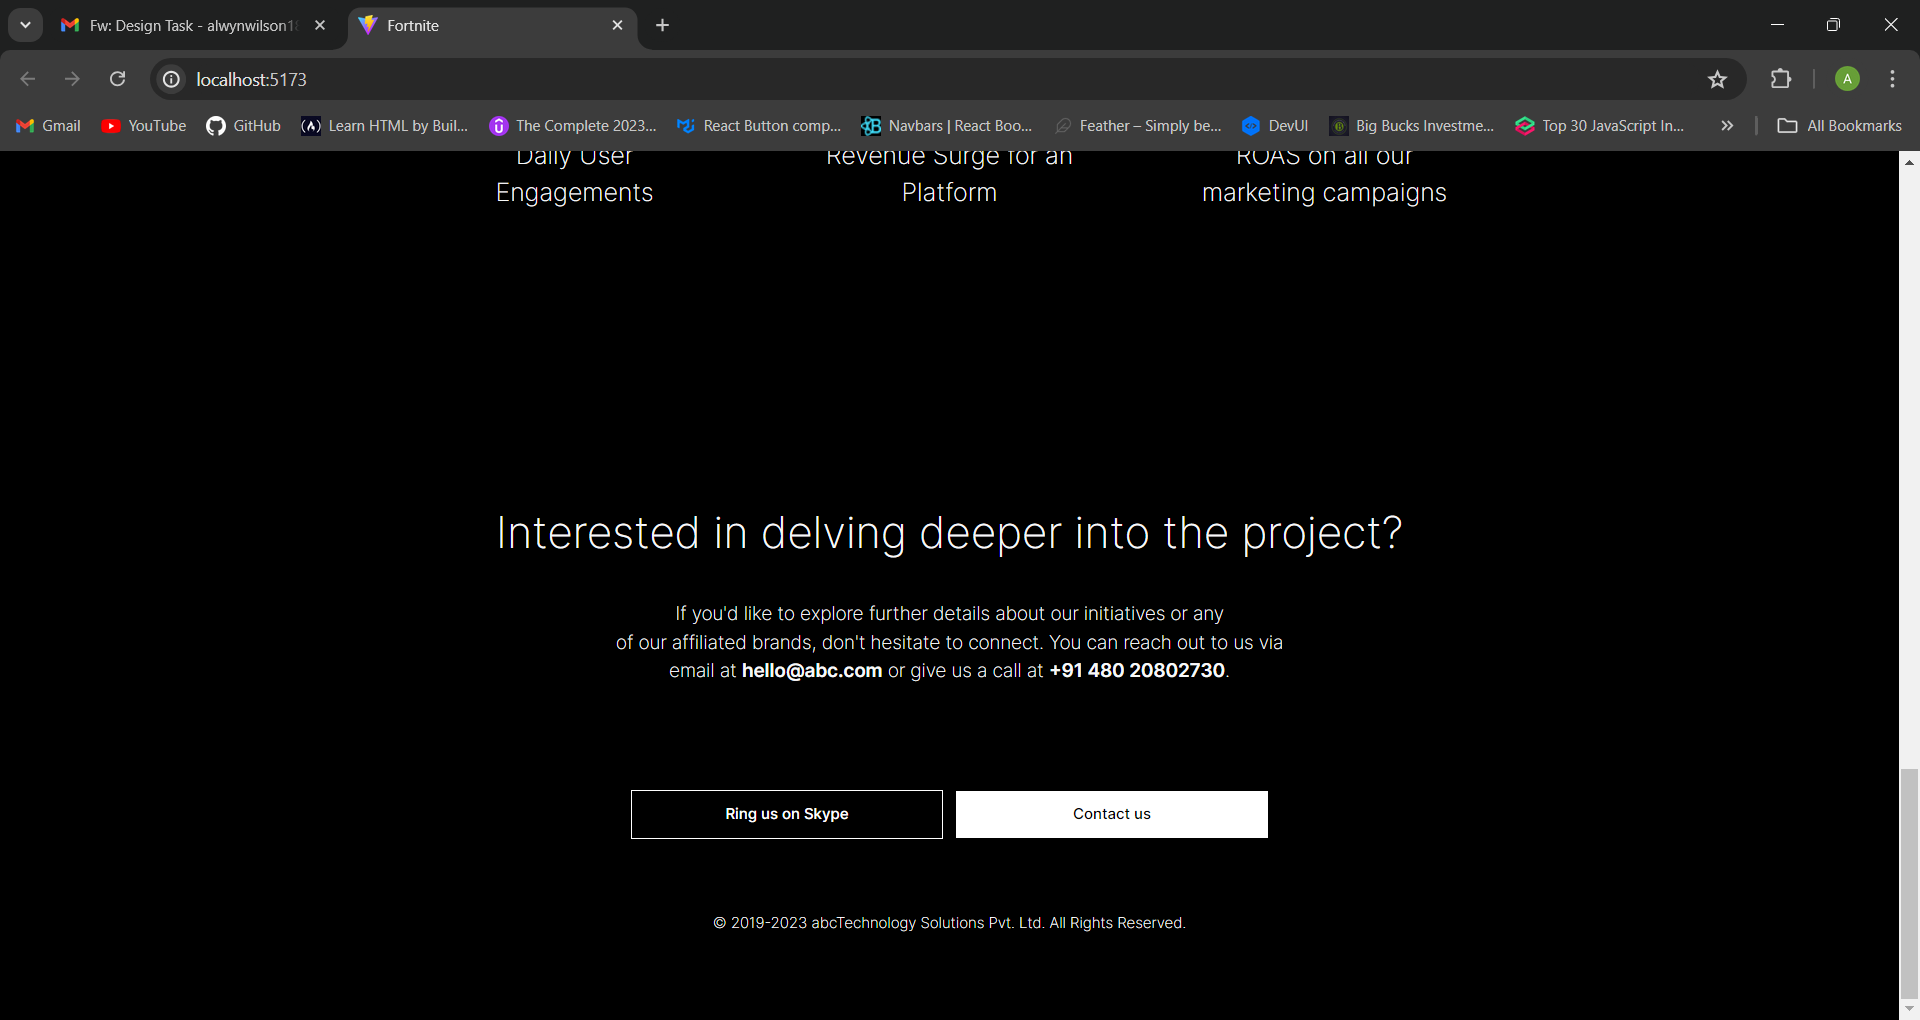 Fw: Design Task - alwynwilson18
Fortnite
localhost:5173
A
Gmail
YouTube
GitHub
Learn HTML by Buil...
The Complete 2023...
React Button comp...
Navbars | React Boo...
Feather – Simply be...
DevUI
Big Bucks Investme...
Top 30 JavaScript In...
All Bookmarks
Daily User
Engagements
Revenue Surge for an
Platform
ROAS on all our
marketing campaigns
Interested in delving deeper into the project?
If you'd like to explore further details about our initiatives or any
of our affiliated brands, don't hesitate to connect. You can reach out to us via
email at hello@abc.com or give us a call at +91 480 20802730.
Ring us on Skype
Contact us
© 2019-2023 abcTechnology Solutions Pvt. Ltd. All Rights Reserved.